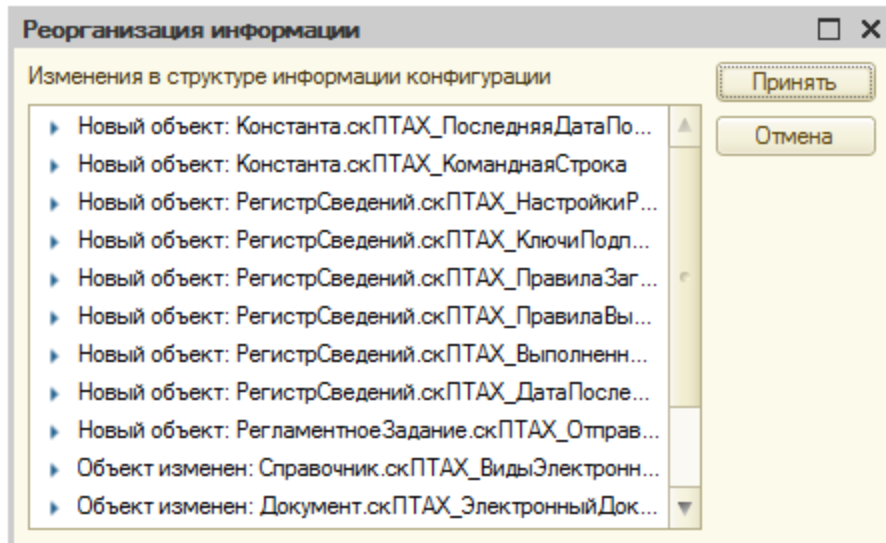 Реорганизация информации
Изменения в структуре информации конфигурации
Принять
Отмена
Новый объект: Константа.скПТАХ_ПоследняяДатаПо...
Новый объект: Константа.скПТАХ_КоманднаяСтрока
Новый объект: РегистрСведений.скПТАХ_НастройкиР...
Новый объект: РегистрСведений.скПТАХ_КлючиПодп...
Новый объект: РегистрСведений.скПТАХ_ПравилаЗаг...
Новый объект: РегистрСведений.скПТАХ_ПравилаВы...
Новый объект: РегистрСведений.скПТАХ_Выполненн...
Новый объект: РегистрСведений.скПТАХ_ДатаПосле...
Новый объект: РегламентноеЗадание.скПТАХ_Отправ...
Объект изменен: Справочник.скПТАХ_ВидыЭлектронн...
Объект изменен: Документ.скПТАХ_ЭлектронныйДок...